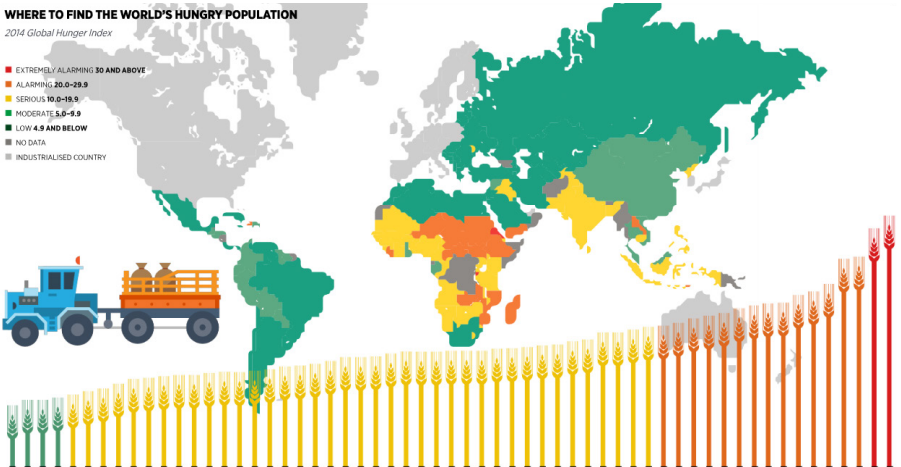 WHERE TO FIND THE WORLD'S HUNGRY POPULATION
2014 Global Hunger Index
EXTREMELY ALARMING 30 AND ABOVE
ALARMING 20.0–29.9
SERIOUS 10.0–19.9
MODERATE 5.0–9.9
LOW 4.9 AND BELOW
NO DATA
INDUSTRIALISED COUNTRY